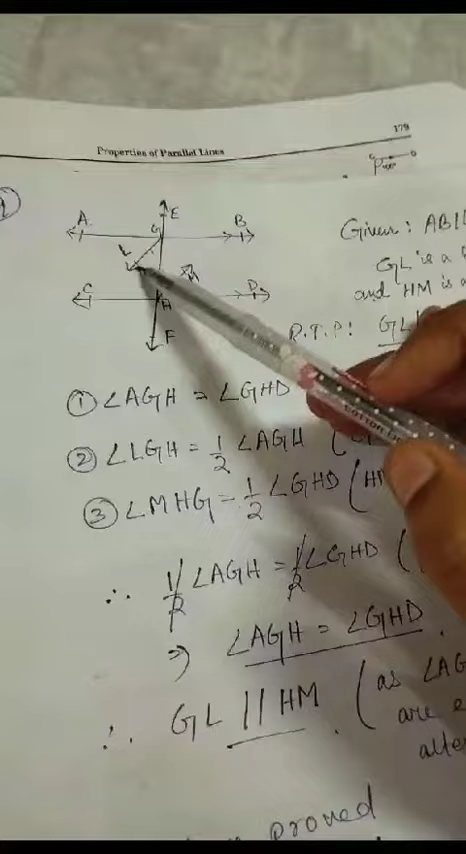 179
Properties of Parallel Lines
Proof
Given: AB||
GL is a
and HM is a
R.T.P: GL
A G E B
L M
C H D
F
① ∠AGH = ∠GHD
② ∠LGH = 1/2 ∠AGH (
③ ∠MHG = 1/2 ∠GHD (HM
∴ 1/2 ∠AGH = 1/2 ∠GHD (
⇒ ∠AGH = ∠GHD
∴ GL || HM (as ∠AG
are e
alte
proved